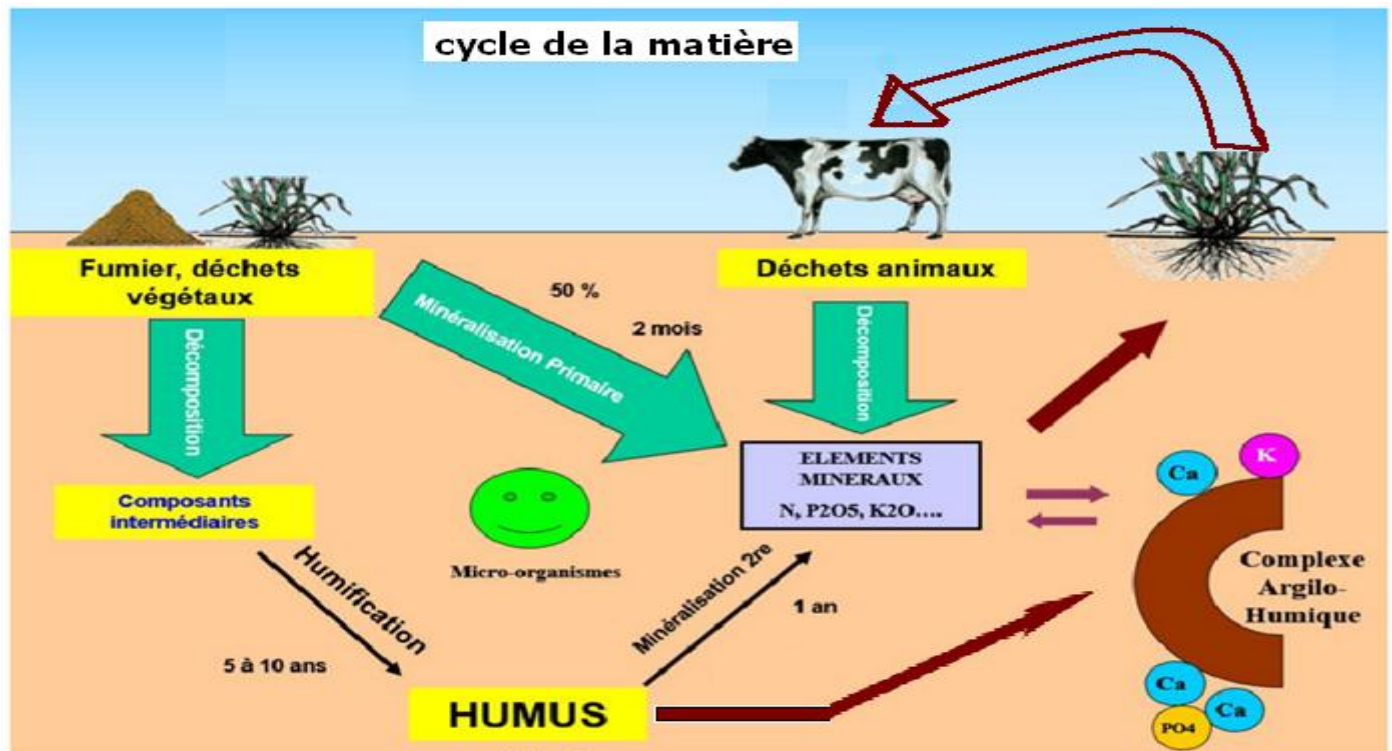 cycle de la matière
Fumier, déchets
végétaux
Déchets animaux
50 %
2 mois
Minéralisation Primaire
Décomposition
Décomposition
Composants
intermédiaires
Micro-organismes
ELEMENTS
MINERAUX
N, P2O5, K2O….
Ca
K
Complexe
Argilo-
Humique
Humification
5 à 10 ans
Minéralisation 2re
1 an
HUMUS
Ca
Ca
PO4